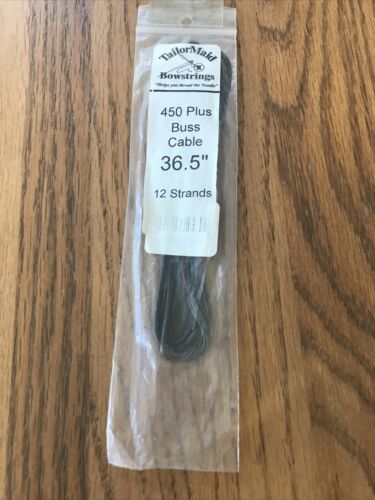 TailorMaid
Bowstrings
"Helps you thread the Needle"
450 Plus
Buss
Cable
36.5"
12 Strands